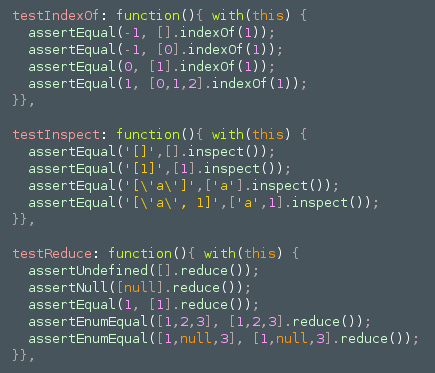 testIndexOf: function(){ with(this) {
  assertEqual(-1, [].indexOf(1));
  assertEqual(-1, [0].indexOf(1));
  assertEqual(0, [1].indexOf(1));
  assertEqual(1, [0,1,2].indexOf(1));
}},

testInspect: function(){ with(this) {
  assertEqual('[]',[].inspect());
  assertEqual('[1]',[1].inspect());
  assertEqual('[\'a\']',['a'].inspect());
  assertEqual('[\'a\', 1]',['a',1].inspect());
}},

testReduce: function(){ with(this) {
  assertUndefined([].reduce());
  assertNull([null].reduce());
  assertEqual(1, [1].reduce());
  assertEnumEqual([1,2,3], [1,2,3].reduce());
  assertEnumEqual([1,null,3], [1,null,3].reduce());
}},